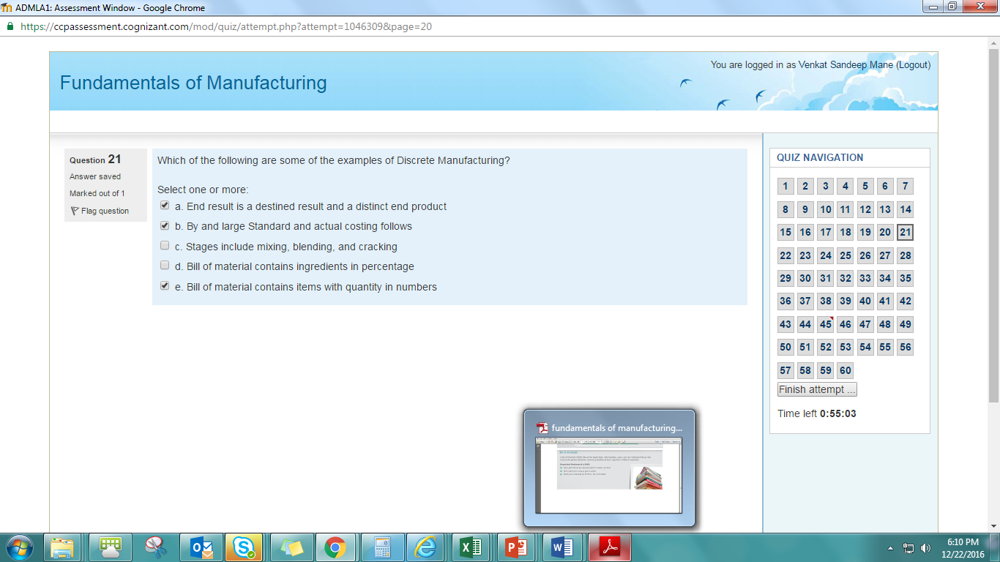 ADMLA1: Assessment Window - Google Chrome
https://ccpassessment.cognizant.com/mod/quiz/attempt.php?attempt=1046309&page=20
You are logged in as Venkat Sandeep Mane (Logout)
Fundamentals of Manufacturing
Question 21
Answer saved
Marked out of 1
Flag question
Which of the following are some of the examples of Discrete Manufacturing?
Select one or more:
a. End result is a destined result and a distinct end product
b. By and large Standard and actual costing follows
c. Stages include mixing, blending, and cracking
d. Bill of material contains ingredients in percentage
e. Bill of material contains items with quantity in numbers
QUIZ NAVIGATION
1 2 3 4 5 6 7
8 9 10 11 12 13 14
15 16 17 18 19 20 21
22 23 24 25 26 27 28
29 30 31 32 33 34 35
36 37 38 39 40 41 42
43 44 45 46 47 48 49
50 51 52 53 54 55 56
57 58 59 60
Finish attempt ...
Time left 0:55:03
fundamentals of manufacturing...
6:10 PM
12/22/2016